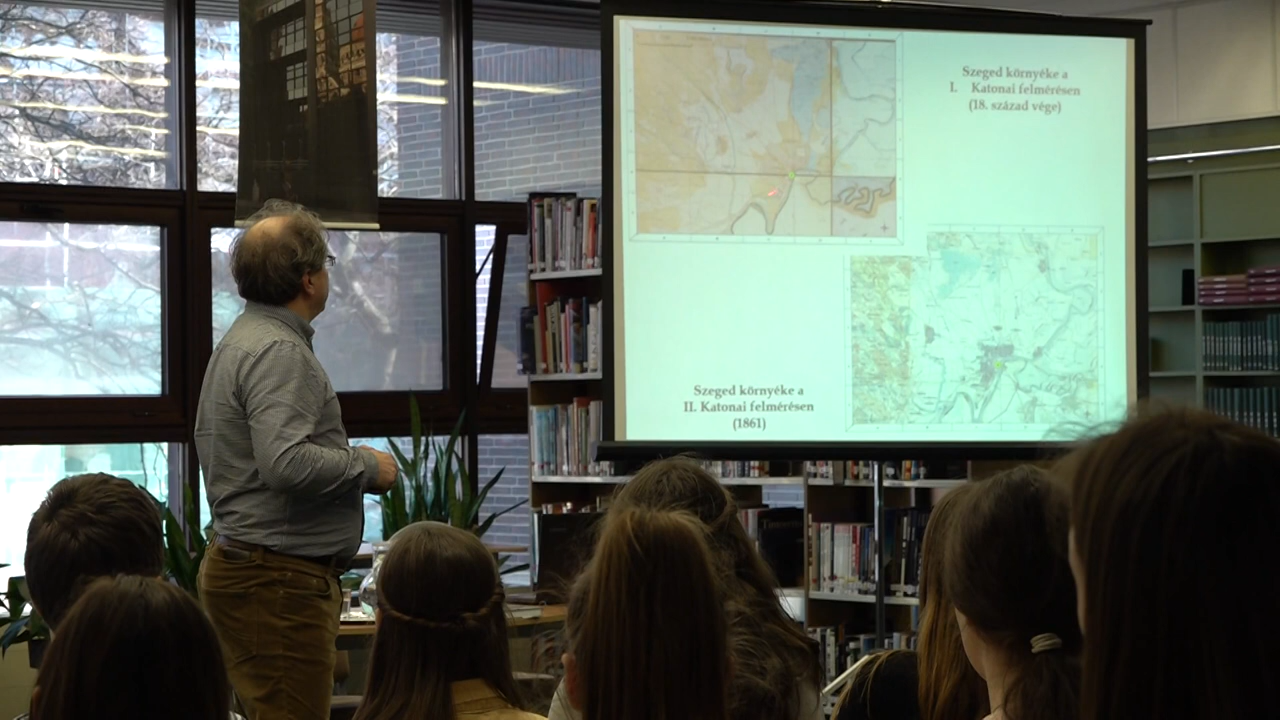 Szeged környéke a
I. Katonai felmérésen
(18. század vége)
Szeged környéke a
II. Katonai felmérésen
(1861)